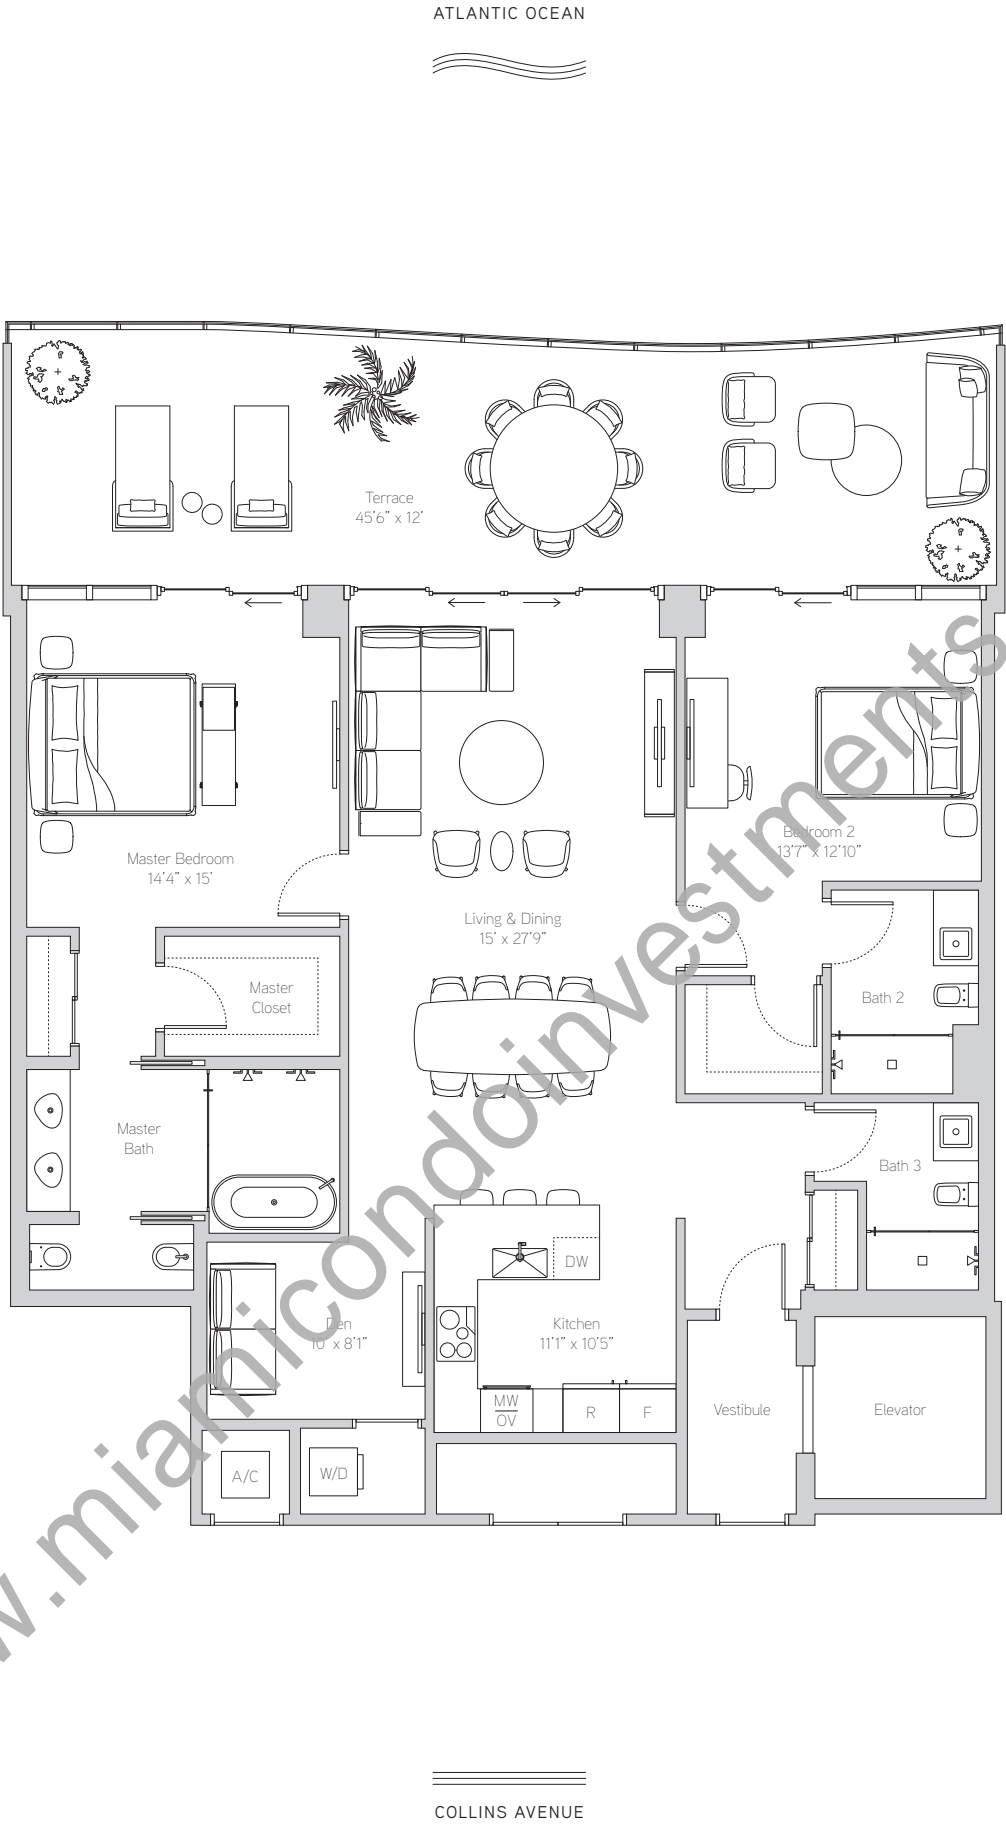 ATLANTIC OCEAN
Terrace
45'6" x 12'
Master Bedroom
14'4" x 15'
Bedroom 2
13'7" x 12'10"
Living & Dining
15' x 27'9"
Master
Closet
Bath 2
Master
Bath
Bath 3
DW
Den
10' x 8'1"
Kitchen
11'1" x 10'5"
MW
OV
R
F
Vestibule
Elevator
A/C
W/D
w.miamicondoinvestments
COLLINS AVENUE